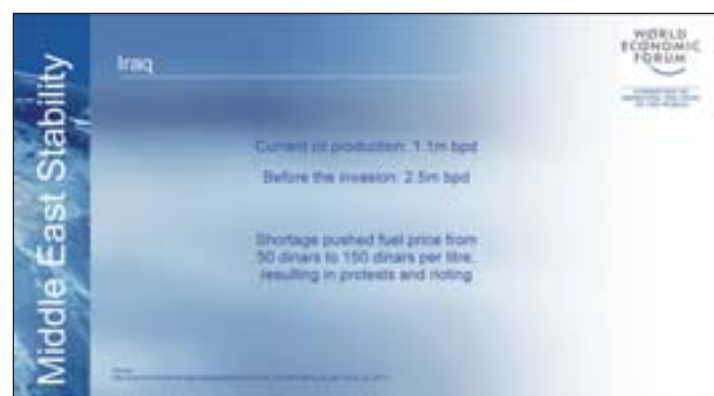 Middle East Stability
Iraq
WORLD
ECONOMIC
FORUM
Current oil production: 1.1m bpd
Before the invasion: 2.5m bpd
Shortage pushed fuel price from
50 dinars to 150 dinars per litre,
resulting in protests and rioting